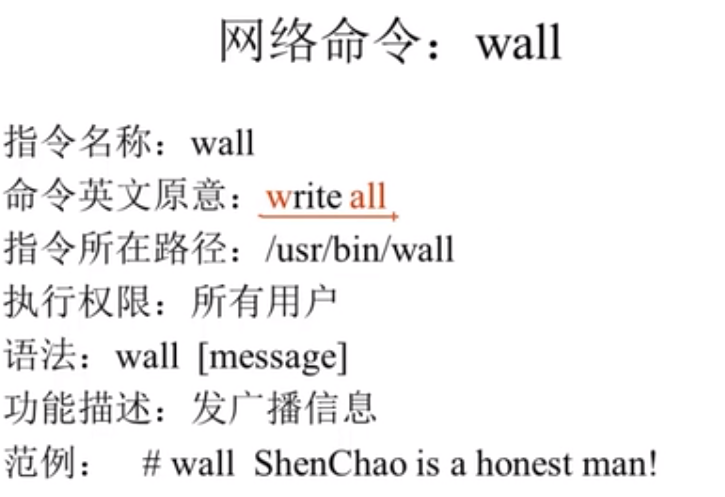 网络命令：wall
指令名称：wall
命令英文原意：write all
指令所在路径：/usr/bin/wall
执行权限：所有用户
语法：wall [message]
功能描述：发广播信息
范例： # wall ShenChao is a honest man!